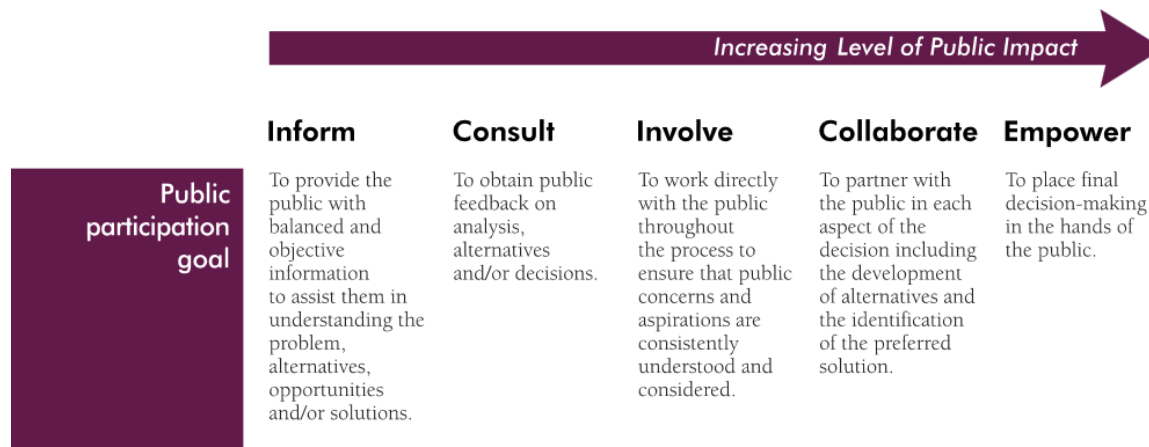 Increasing Level of Public Impact
Inform
Consult
Involve
Collaborate
Empower
Public
participation
goal
To provide the
public with
balanced and
objective
information
to assist them in
understanding the
problem,
alternatives,
opportunities
and/or solutions.
To obtain public
feedback on
analysis,
alternatives
and/or decisions.
To work directly
with the public
throughout
the process to
ensure that public
concerns and
aspirations are
consistently
understood and
considered.
To partner with
the public in each
aspect of the
decision including
the development
of alternatives and
the identification
of the preferred
solution.
To place final
decision-making
in the hands of
the public.